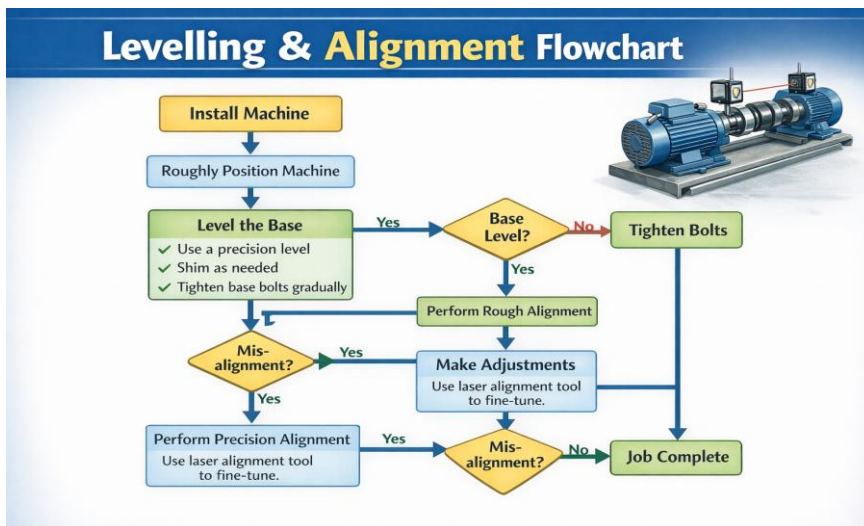 Levelling & Alignment Flowchart
Install Machine
Roughly Position Machine
Level the Base
✓ Use a precision level
✓ Shim as needed
✓ Tighten base bolts gradually
Yes
Base
Level?
No
Tighten Bolts
Yes
Perform Rough Alignment
Mis-
alignment?
Yes
Make Adjustments
Use laser alignment tool
to fine-tune.
Yes
Perform Precision Alignment
Use laser alignment tool
to fine-tune.
Yes
Mis-
alignment?
No
Job Complete